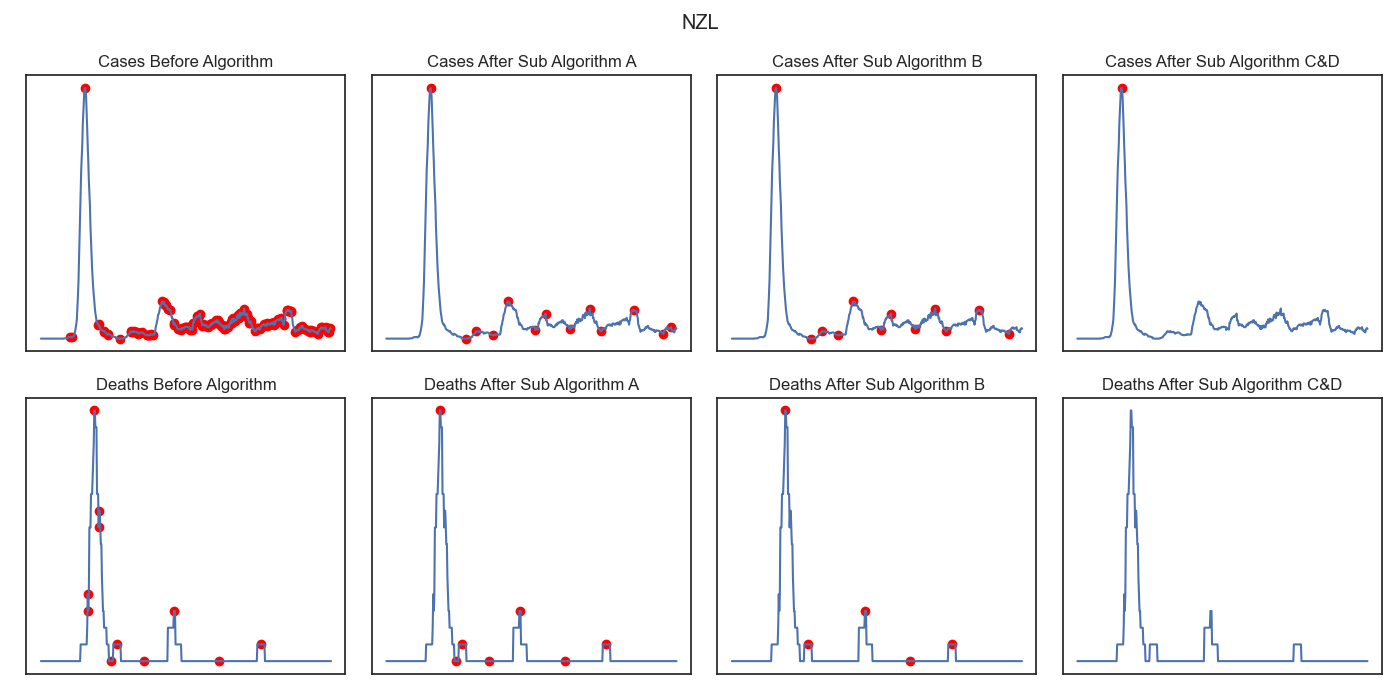 NZL
Cases Before Algorithm
Cases After Sub Algorithm A
Cases After Sub Algorithm B
Cases After Sub Algorithm C&D
Deaths Before Algorithm
Deaths After Sub Algorithm A
Deaths After Sub Algorithm B
Deaths After Sub Algorithm C&D